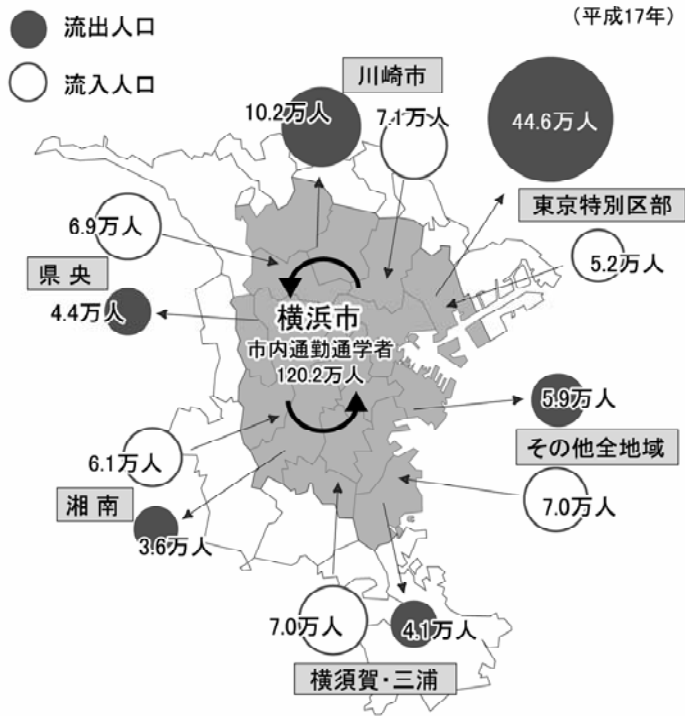 (平成17年)
流出人口
流入人口
川崎市
10.2万人
7.1万人
44.6万人
東京特別区部
5.2万人
6.9万人
県央
4.4万人
横浜市
市内通勤通学者
120.2万人
5.9万人
その他全地域
7.0万人
6.1万人
湘南
3.6万人
7.0万人
4.1万人
横須賀・三浦